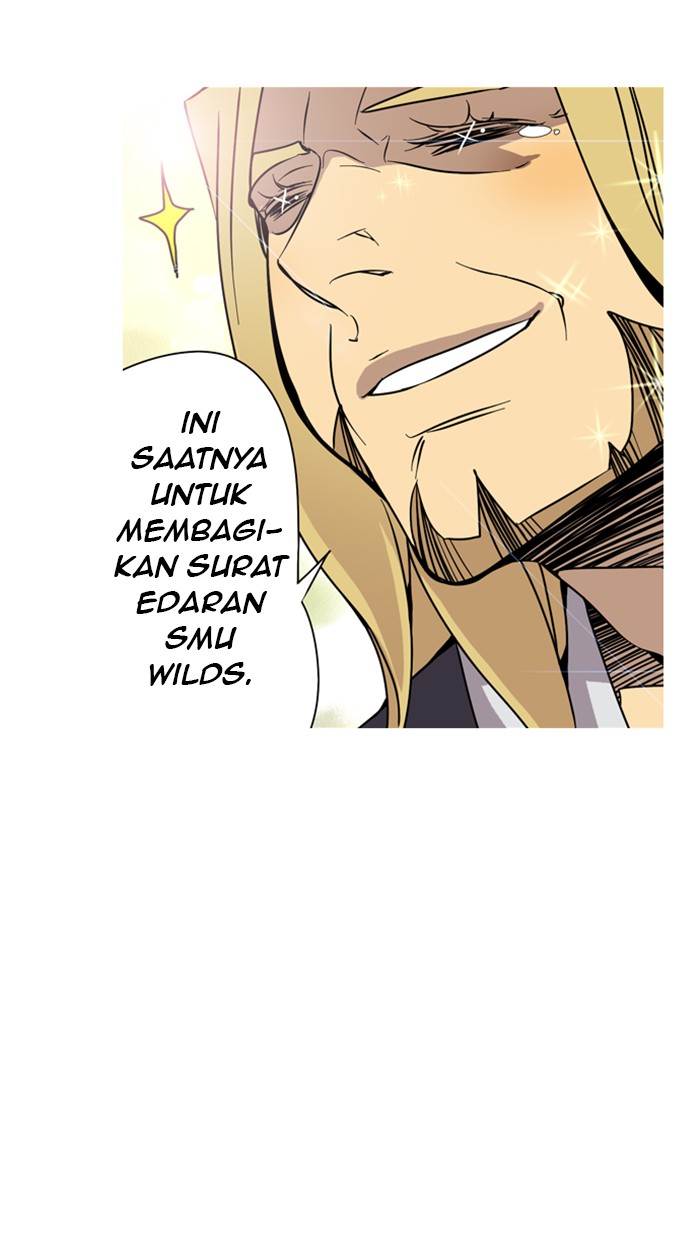 INI
SAATNYA
UNTUK
MEMBAGI-
KAN SURAT
EDARAN
SMU
WILDS.